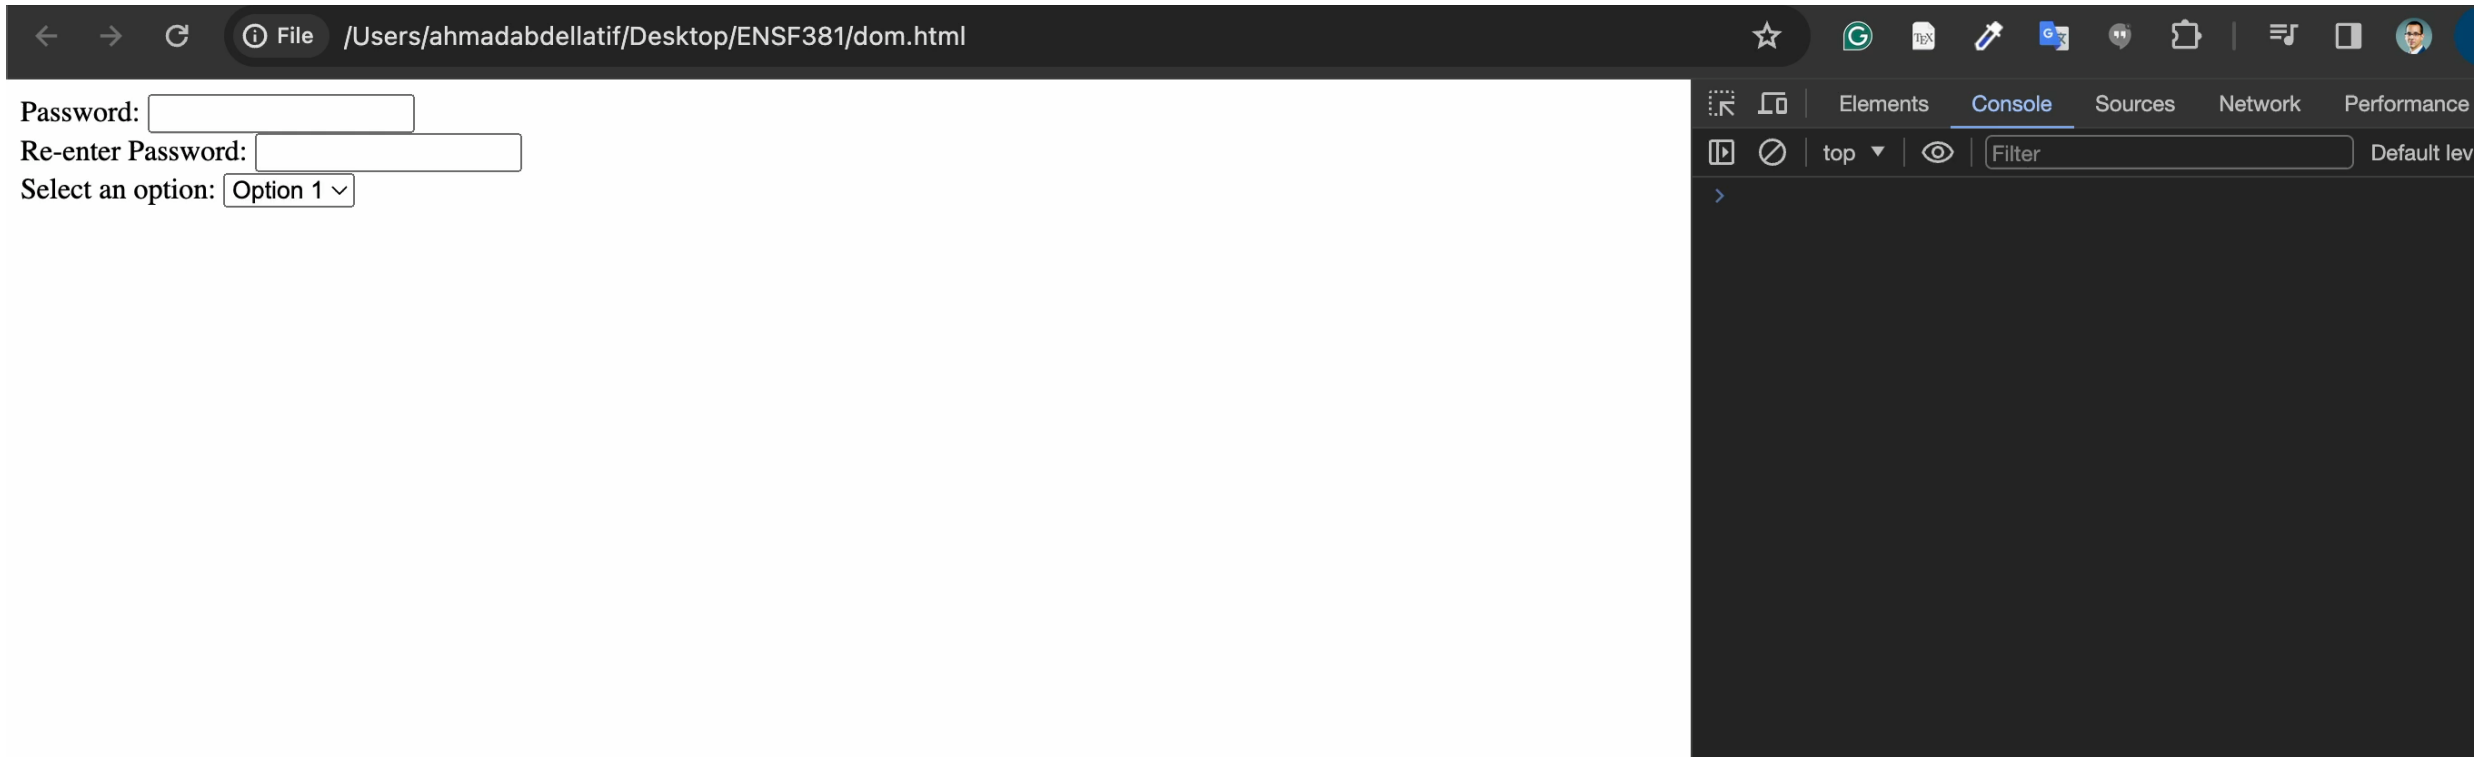 File /Users/ahmadabdellatif/Desktop/ENSF381/dom.html
TEX
G
Elements Console Sources Network Performance
top Filter Default lev
Password:
Re-enter Password:
Select an option: Option 1